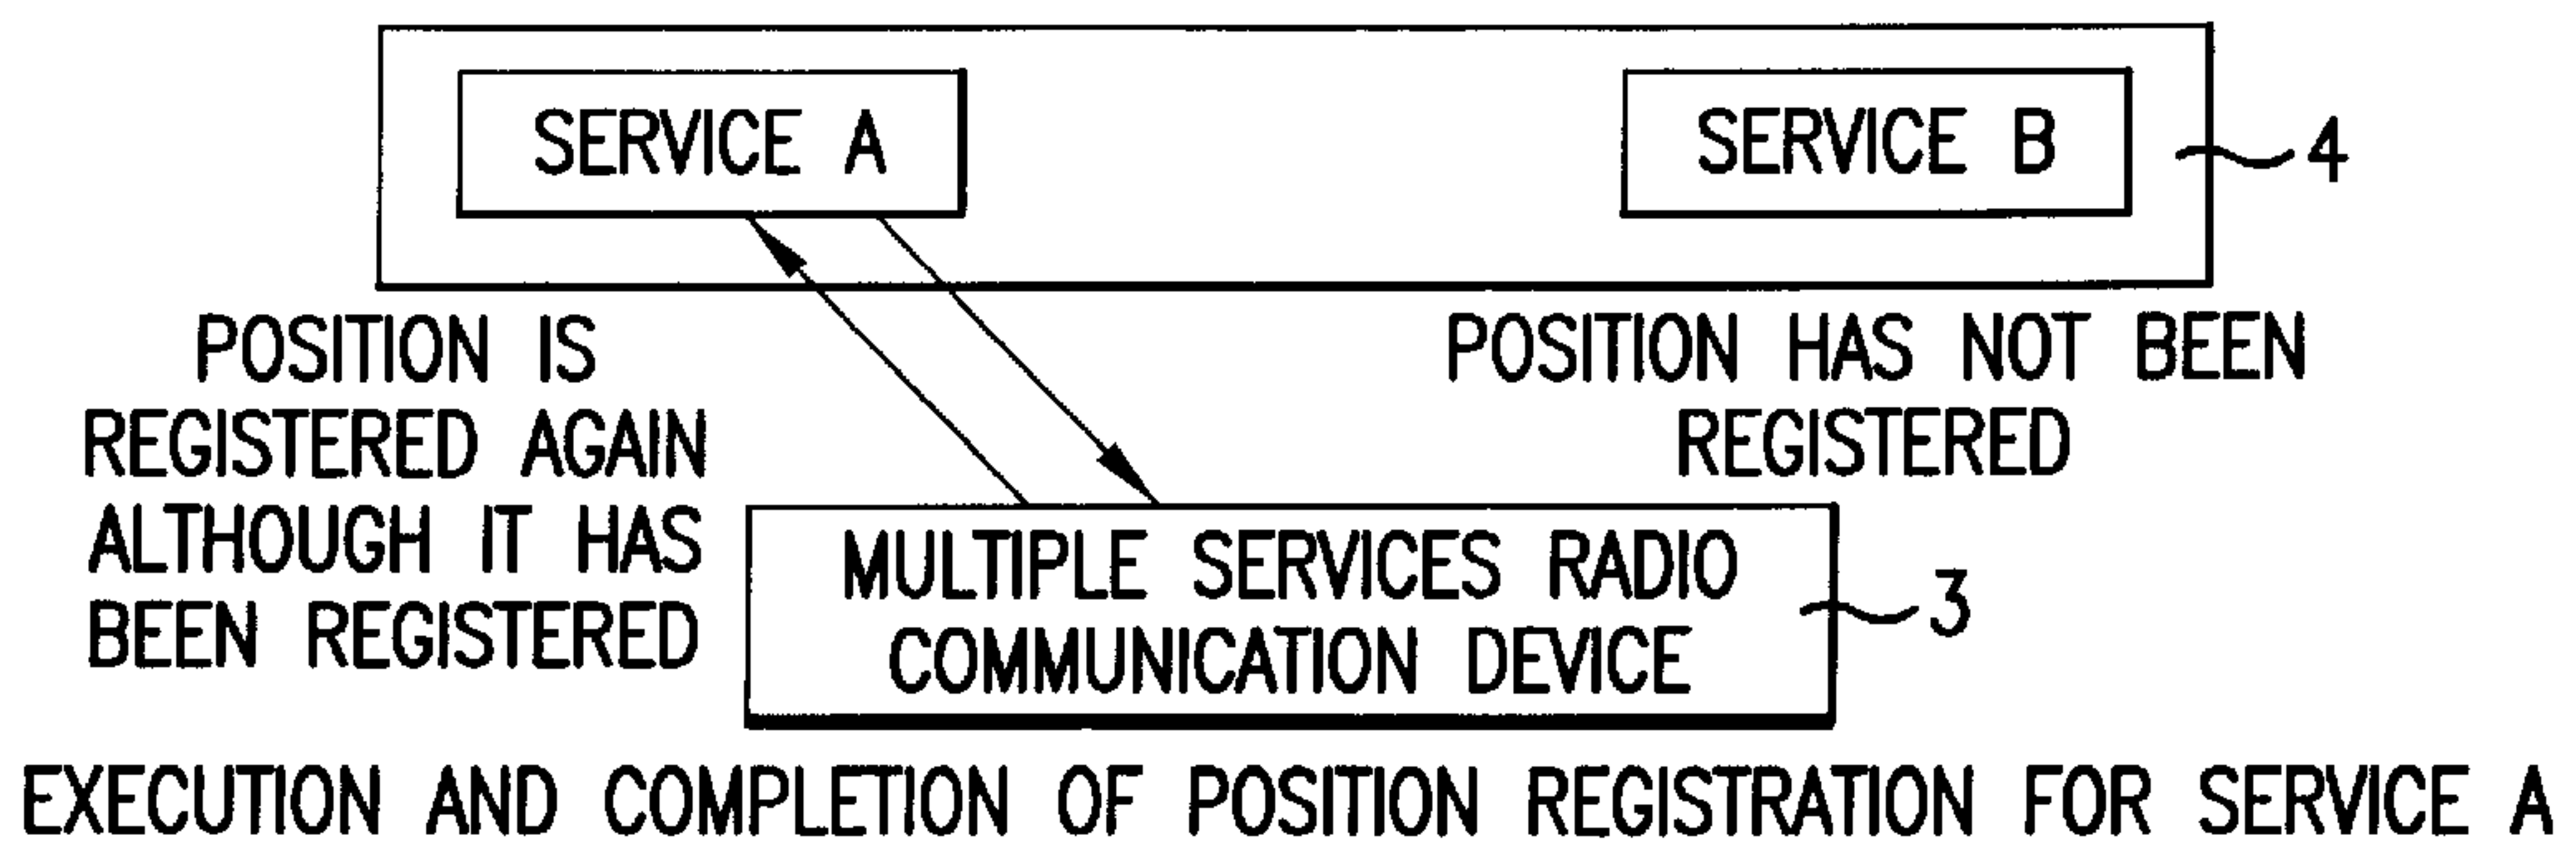 SERVICE A
SERVICE B
4
POSITION IS
REGISTERED AGAIN
ALTHOUGH IT HAS
BEEN REGISTERED
POSITION HAS NOT BEEN
REGISTERED
MULTIPLE SERVICES RADIO
COMMUNICATION DEVICE
3
EXECUTION AND COMPLETION OF POSITION REGISTRATION FOR SERVICE A